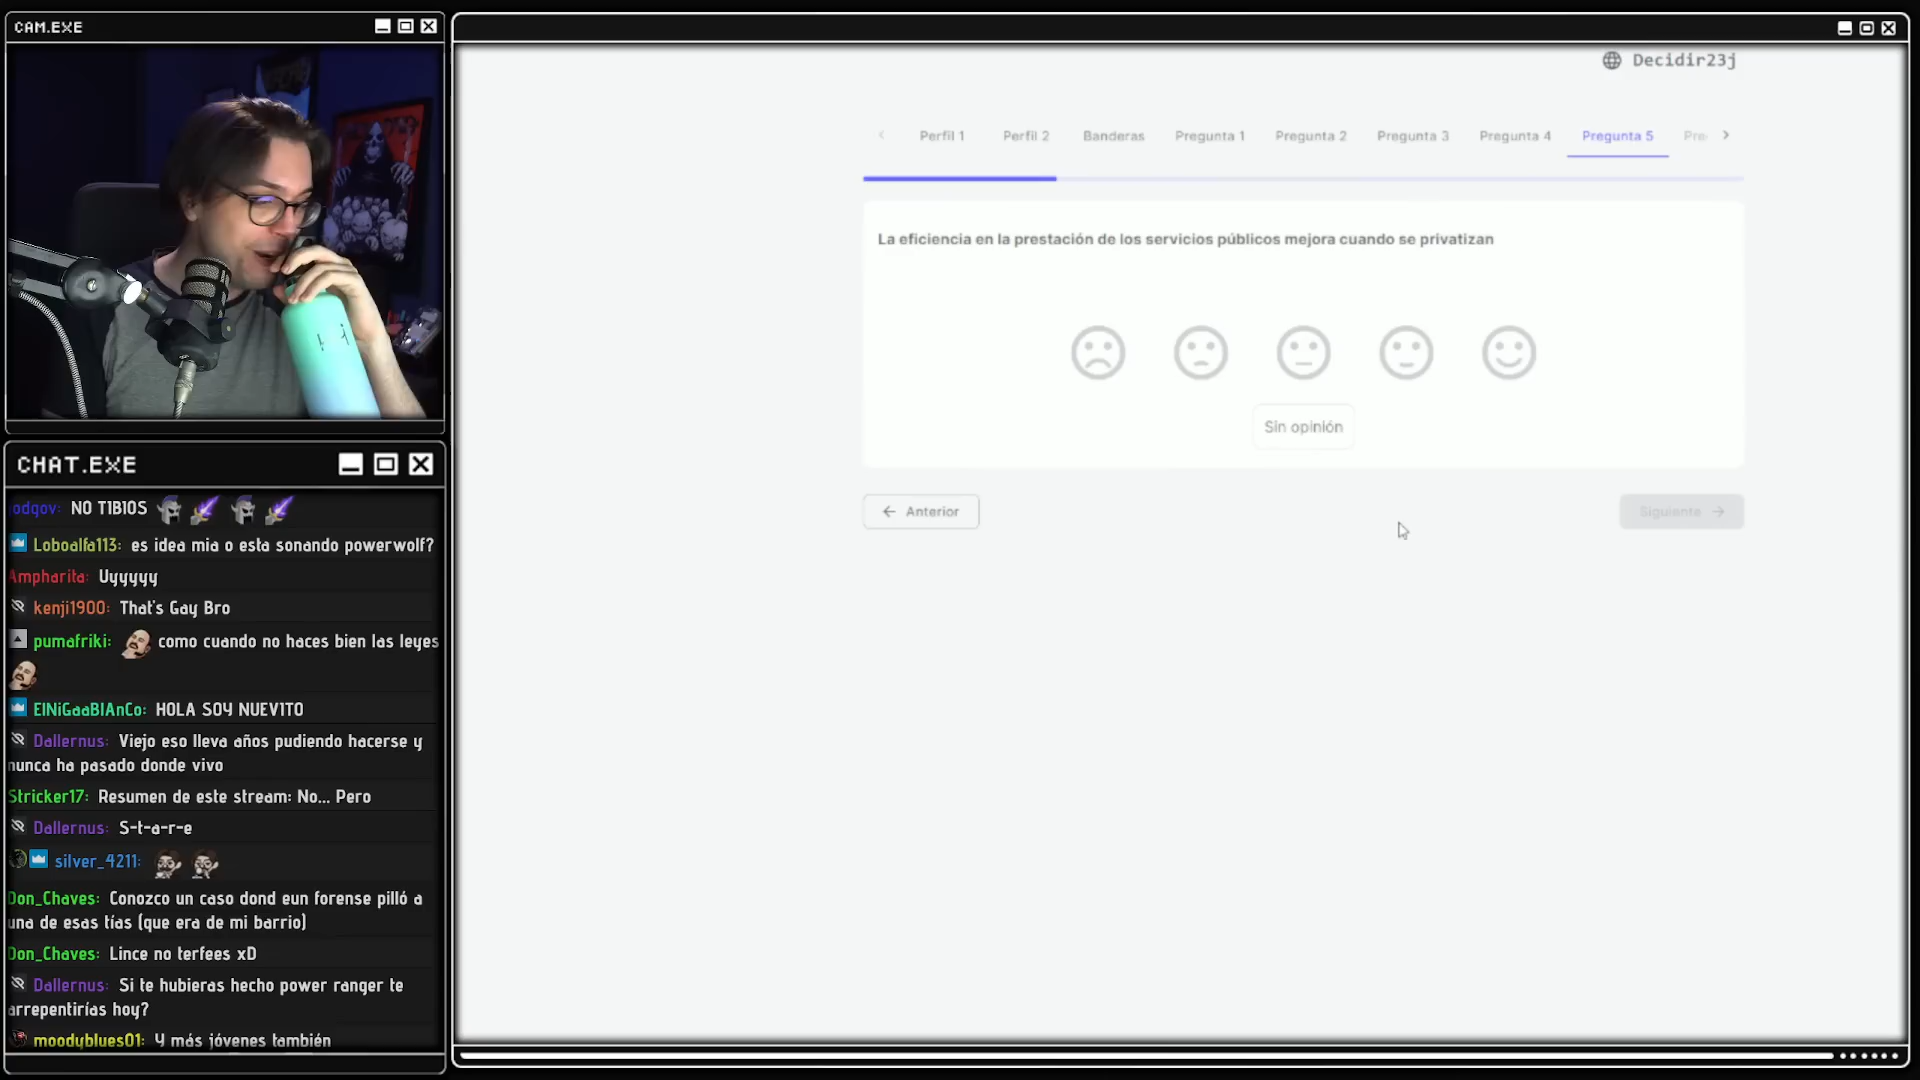 CAM.EXE
CHAT.EXE
odqov: NO TIBIOS
Loboalfa113: es idea mia o esta sonando powerwolf?
Ampharita: Uyyyyy
kenji1900: That's Gay Bro
pumafriki: como cuando no haces bien las leyes
ElNiGaaBlAnCo: HOLA SOY NUEVITO
Dallernus: Viejo eso lleva años pudiendo hacerse y
nunca ha pasado donde vivo
Stricker17: Resumen de este stream: No... Pero
Dallernus: S-t-a-r-e
silver_4211:
Don_Chaves: Conozco un caso dond eun forense pilló a
una de esas tías (que era de mi barrio)
Don_Chaves: Lince no terfees xD
Dallernus: Si te hubieras hecho power ranger te
arrepentirías hoy?
moodyblues01: Y más jóvenes también
Decidir23j
Perfil 1 Perfil 2 Banderas Pregunta 1 Pregunta 2 Pregunta 3 Pregunta 4 Pregunta 5 Pre
La eficiencia en la prestación de los servicios públicos mejora cuando se privatizan
Sin opinión
Anterior
Siguiente